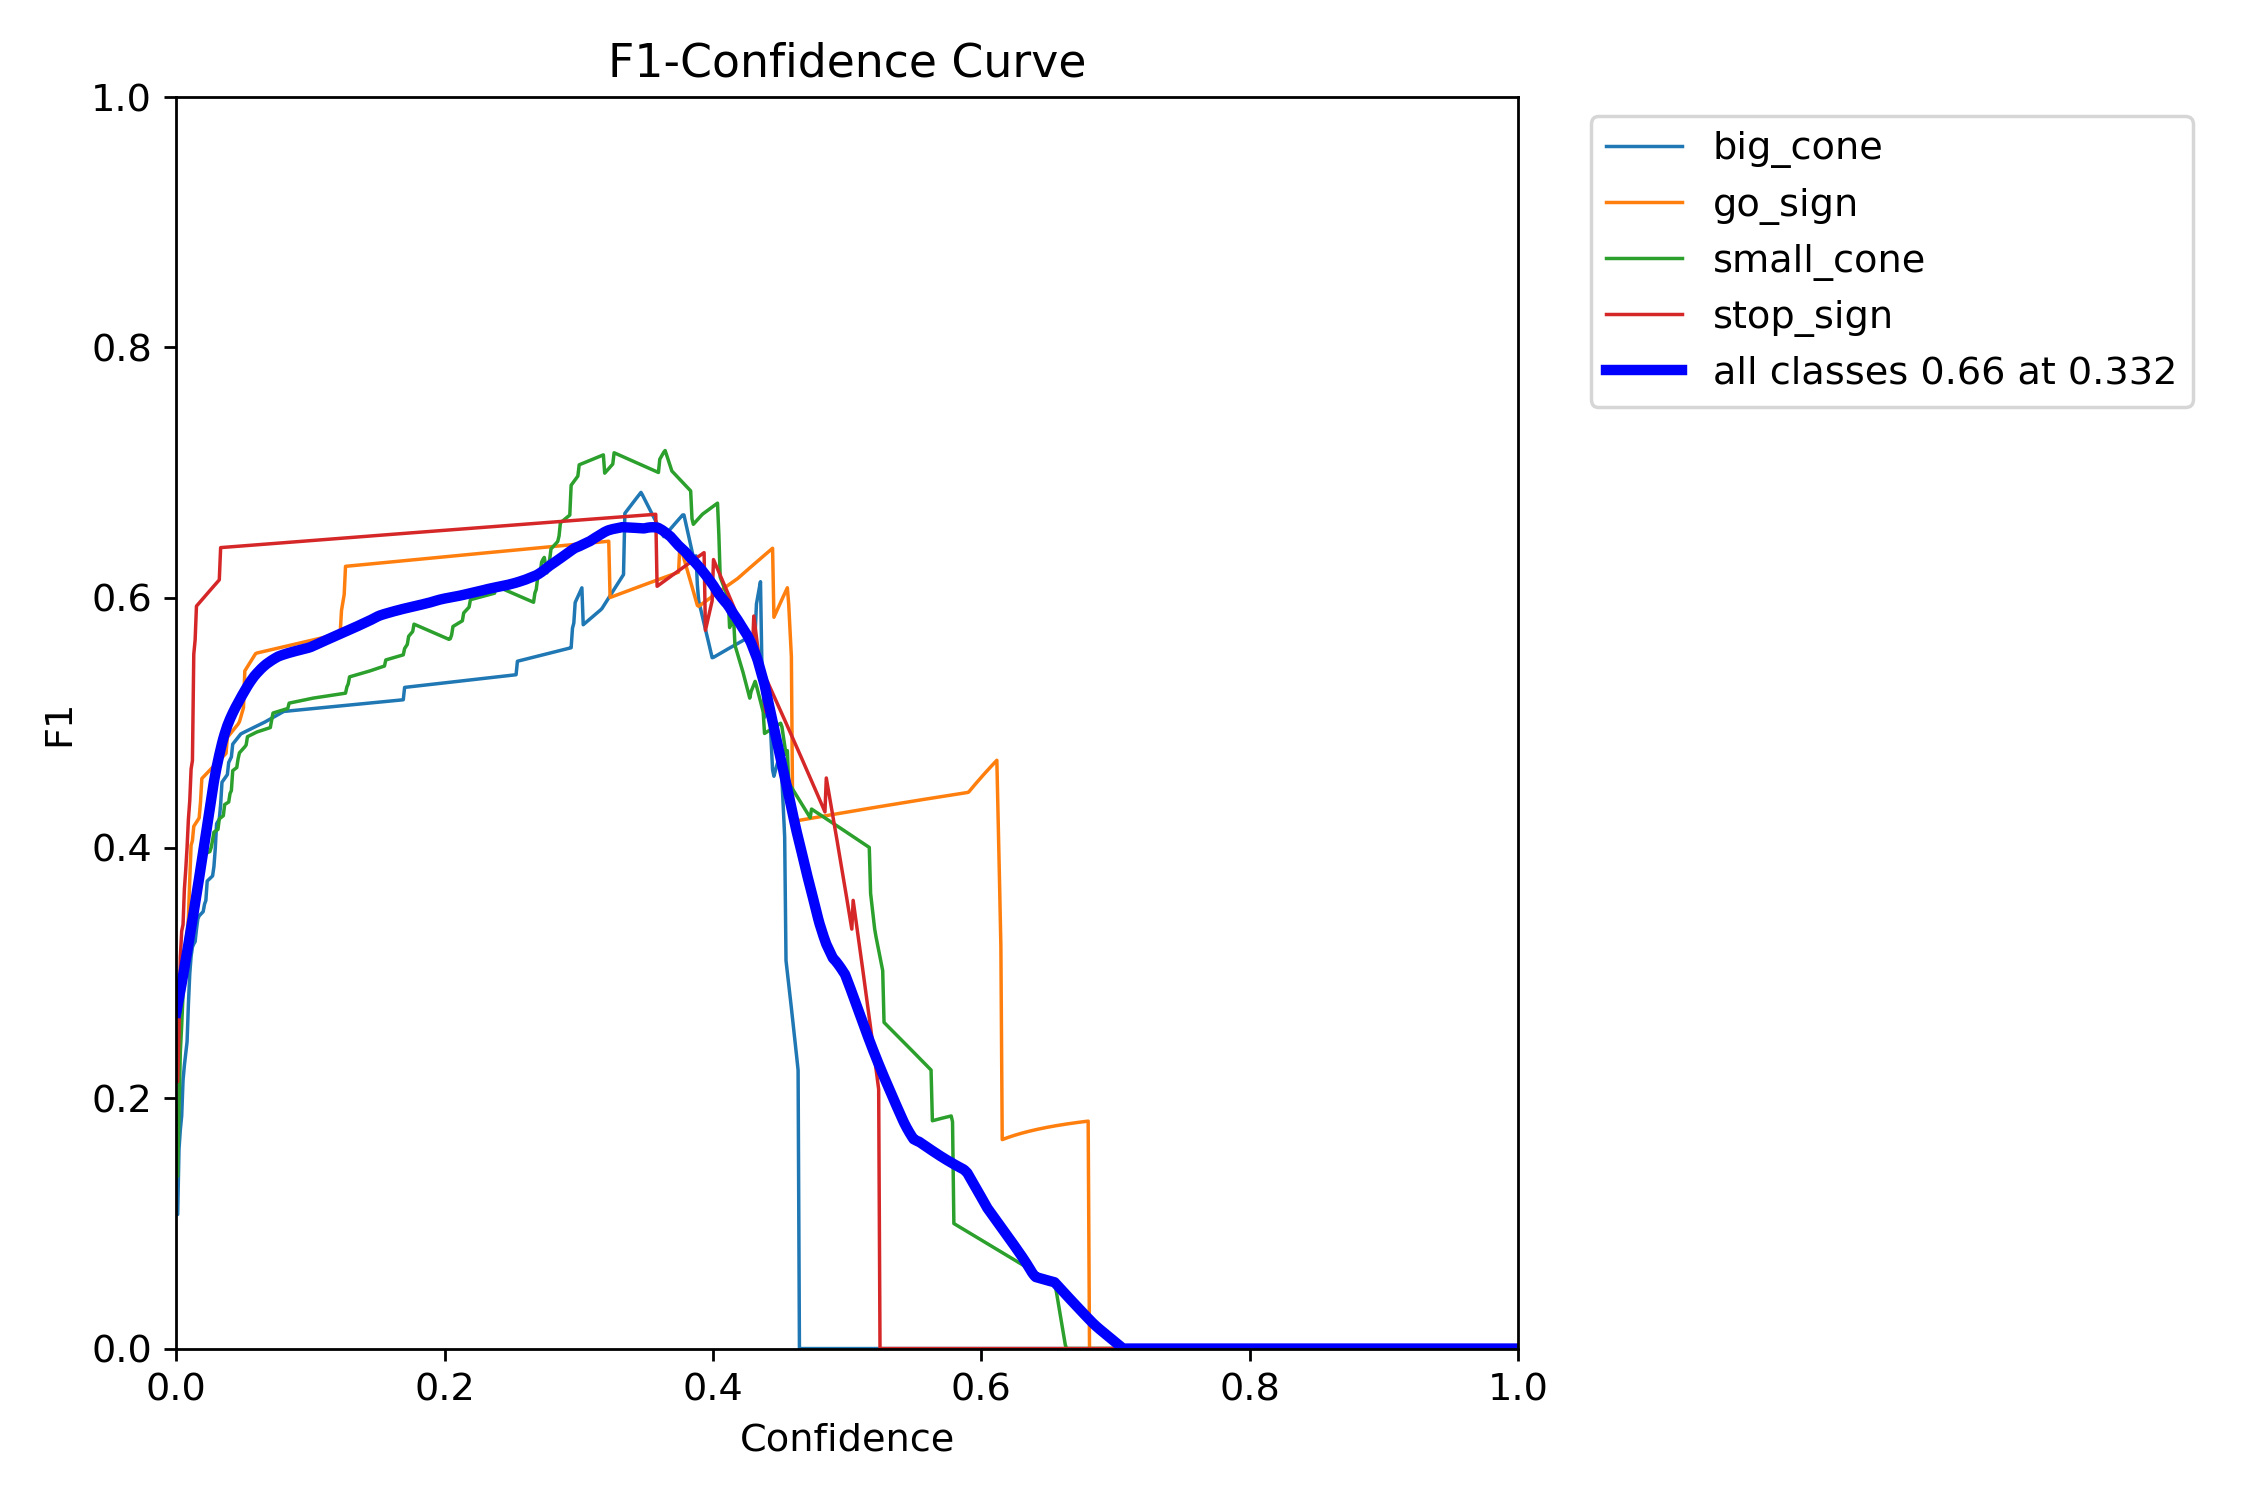 F1-Confidence Curve
1.0
0.8
0.6
0.4
0.2
0.0
F1
0.0 0.2 0.4 0.6 0.8 1.0
Confidence
big_cone
go_sign
small_cone
stop_sign
all classes 0.66 at 0.332